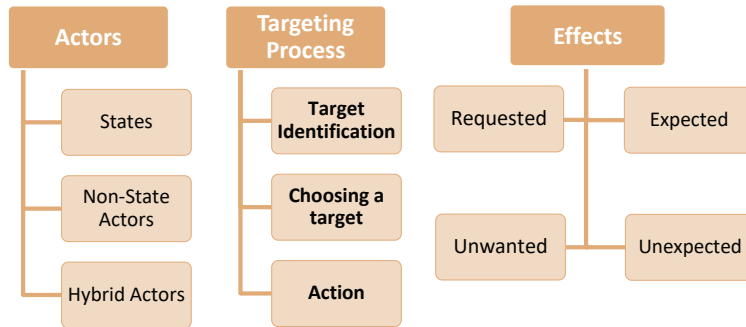 Actors
States
Non-State
Actors
Hybrid Actors
Targeting
Process
Target
Identification
Choosing a
target
Action
Effects
Requested
Expected
Unwanted
Unexpected